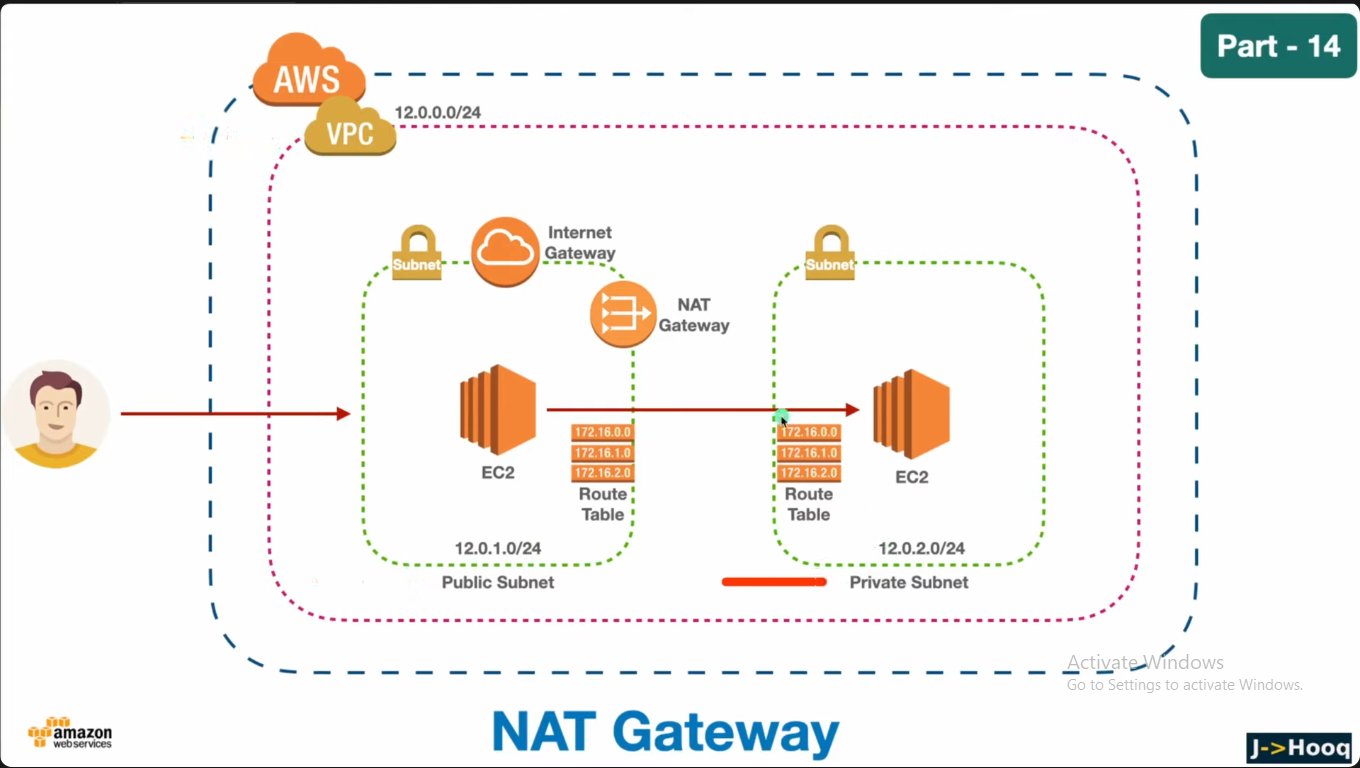 Part - 14
AWS
VPC
12.0.0.0/24
Subnet
Internet
Gateway
NAT
Gateway
EC2
172.16.0.0
172.16.1.0
172.16.2.0
Route
Table
12.0.1.0/24
Public Subnet
Subnet
172.16.0.0
172.16.1.0
172.16.2.0
Route
Table
EC2
12.0.2.0/24
Private Subnet
Activate Windows
Go to Settings to activate Windows.
amazon
webservices
NAT Gateway
J->Hooq